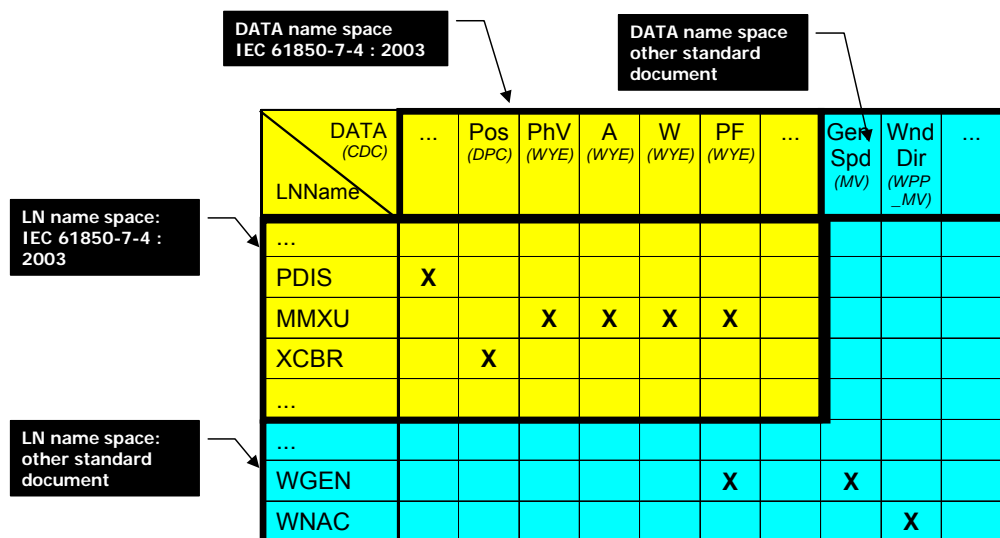 DATA name space
IEC 61850-7-4 : 2003
DATA name space
other standard
document
DATA
(CDC)
LNName
...
Pos
(DPC)
PhV
(WYE)
A
(WYE)
W
(WYE)
PF
(WYE)
...
Gen
Spd
(MV)
Wnd
Dir
(WPP
_MV)
...
LN name space:
IEC 61850-7-4 :
2003
...
PDIS X
MMXU X X X X
XCBR X
...
LN name space:
other standard
document
...
WGEN X X
WNAC X